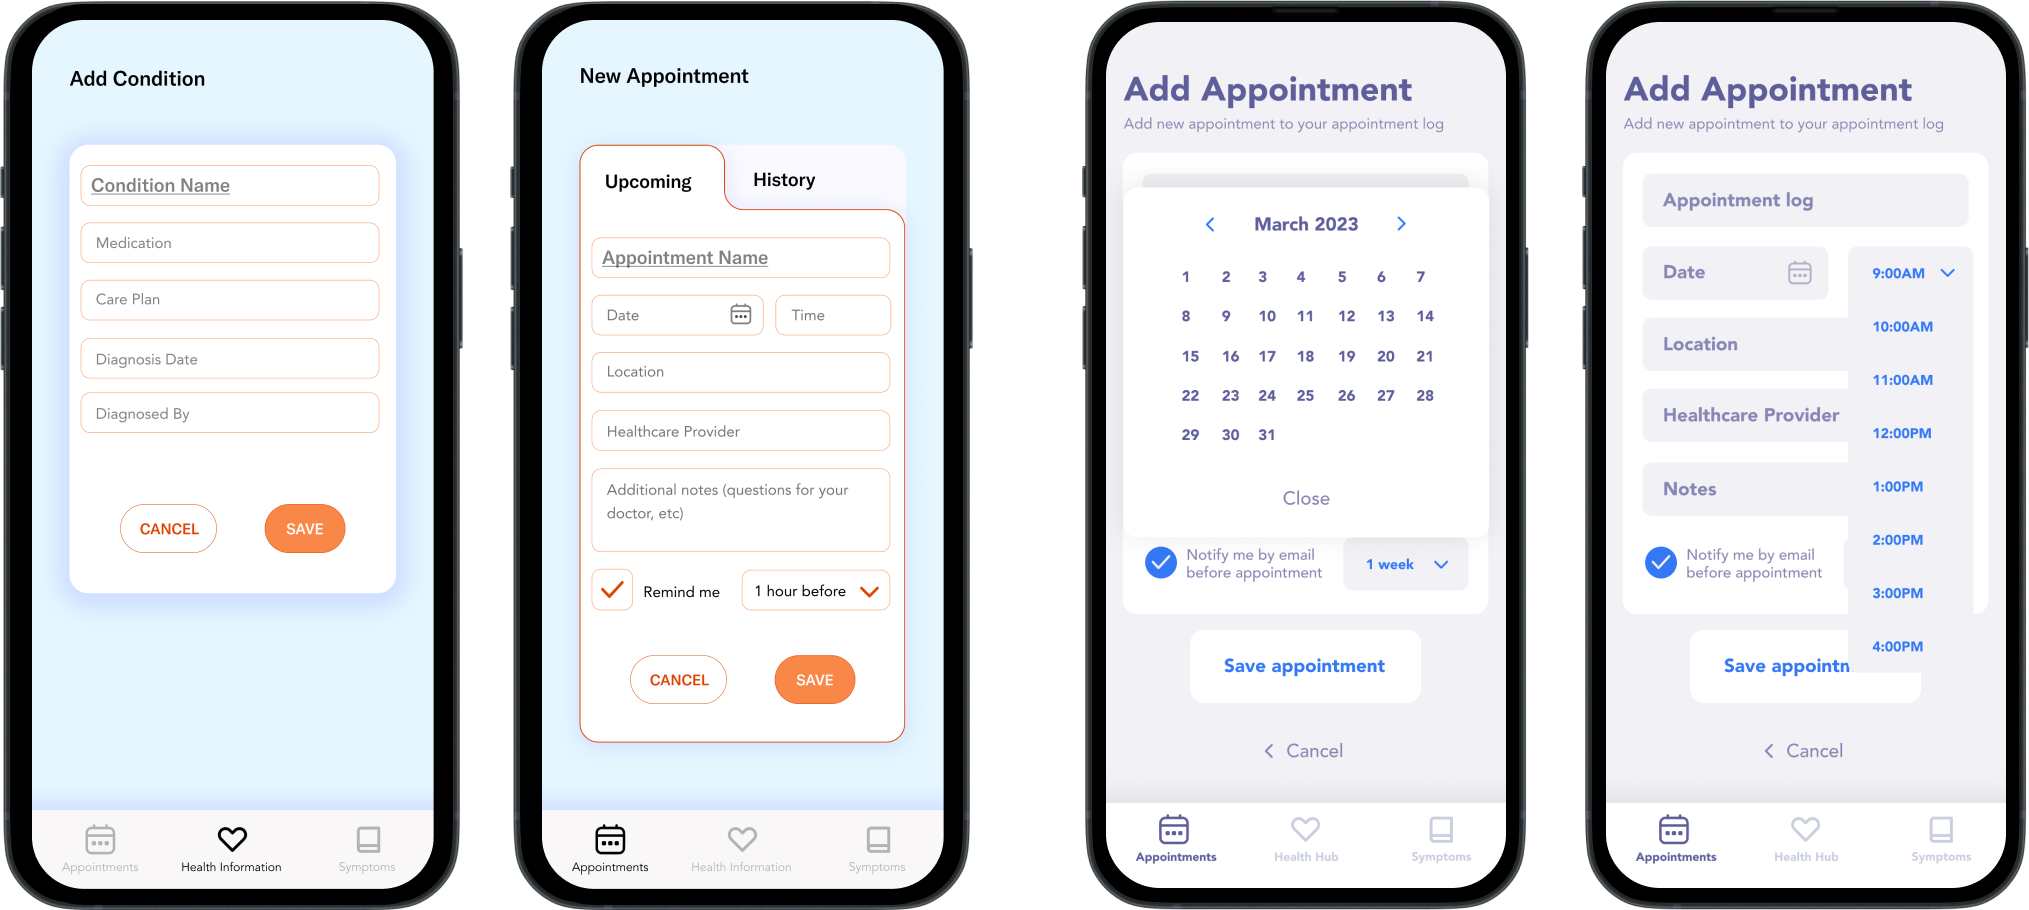 Add Condition
Condition Name
Medication
Care Plan
Diagnosis Date
Diagnosed By
CANCEL SAVE
Appointments Health Information Symptoms
New Appointment
Upcoming History
Appointment Name
Date Time
Location
Healthcare Provider
Additional notes (questions for your
doctor, etc)
Remind me 1 hour before
CANCEL SAVE
Appointments Health Information Symptoms
Add Appointment
Add new appointment to your appointment log
March 2023
1 2 3 4 5 6 7
8 9 10 11 12 13 14
15 16 17 18 19 20 21
22 23 24 25 26 27 28
29 30 31
Close
Notify me by email
before appointment
1 week
Save appointment
Cancel
Appointments Health Hub Symptoms
Add Appointment
Add new appointment to your appointment log
Appointment log
Date
9:00AM
10:00AM
Location
11:00AM
Healthcare Provider
12:00PM
Notes
1:00PM
2:00PM
Notify me by email
before appointment
3:00PM
4:00PM
Save appointn
Cancel
Appointments Health Hub Symptoms